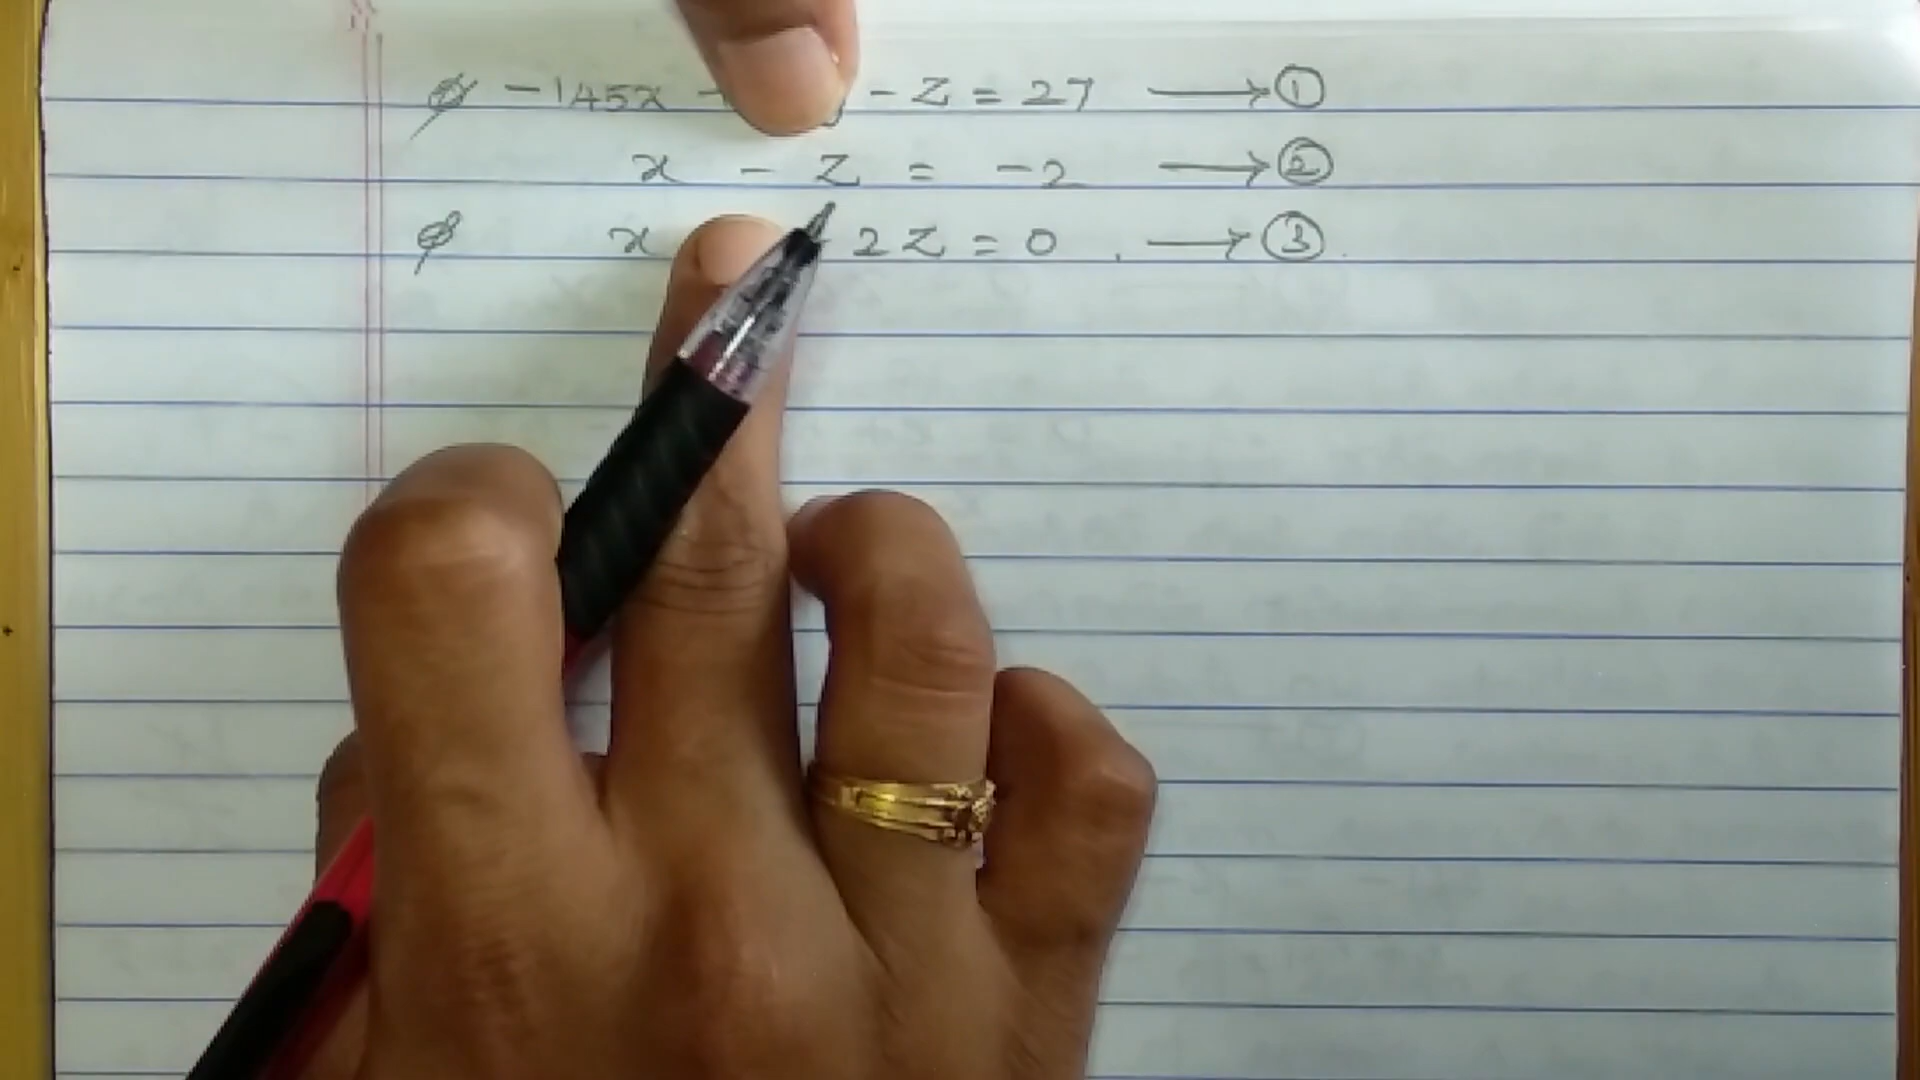 -145x - z = 27 → ①
x - z = -2 → ②
x 2z = 0 . → ③.